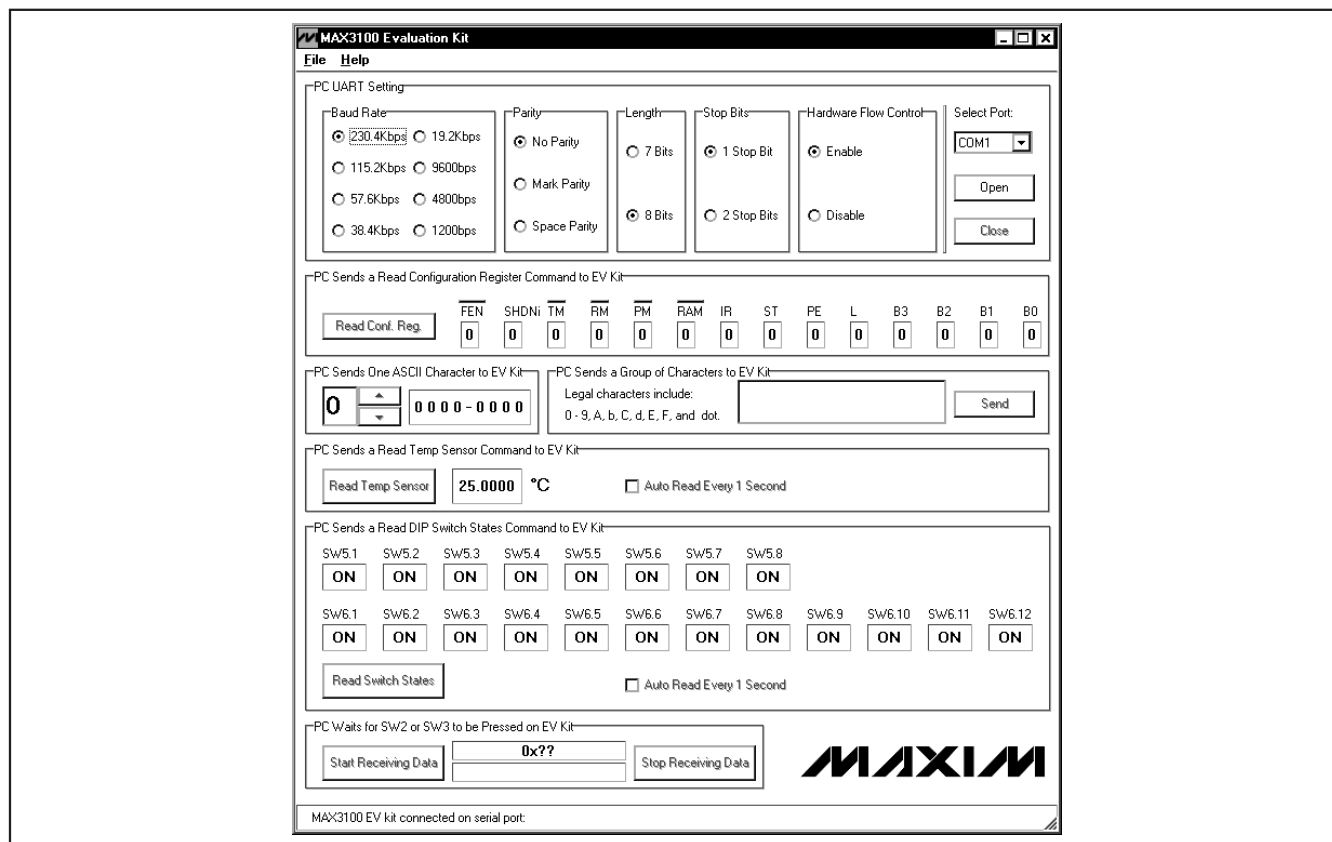 MAX3100 Evaluation Kit
File Help
PC UART Setting
Baud Rate Parity Length Stop Bits Hardware Flow Control Select Port:
230.4Kbps 19.2Kbps No Parity 7 Bits 1 Stop Bit Enable COM1
115.2Kbps 9600bps Mark Parity Open
57.6Kbps 4800bps 8 Bits 2 Stop Bits Disable
38.4Kbps 1200bps Space Parity Close
PC Sends a Read Configuration Register Command to EV Kit
FEN SHDNi TM RM PM RAM IR ST PE L B3 B2 B1 B0
Read Conf. Reg. 0 0 0 0 0 0 0 0 0 0 0 0 0 0
PC Sends One ASCII Character to EV Kit
0 0 0 0 0 - 0 0 0 0
PC Sends a Group of Characters to EV Kit
Legal characters include:
0 - 9, A, b, C, d, E, F, and dot.
Send
PC Sends a Read Temp Sensor Command to EV Kit
Read Temp Sensor 25.0000 °C Auto Read Every 1 Second
PC Sends a Read DIP Switch States Command to EV Kit
SW5.1 SW5.2 SW5.3 SW5.4 SW5.5 SW5.6 SW5.7 SW5.8
ON ON ON ON ON ON ON ON
SW6.1 SW6.2 SW6.3 SW6.4 SW6.5 SW6.6 SW6.7 SW6.8 SW6.9 SW6.10 SW6.11 SW6.12
ON ON ON ON ON ON ON ON ON ON ON ON
Read Switch States Auto Read Every 1 Second
PC Waits for SW2 or SW3 to be Pressed on EV Kit
Start Receiving Data 0x?? Stop Receiving Data
MAXIM
MAX3100 EV kit connected on serial port: